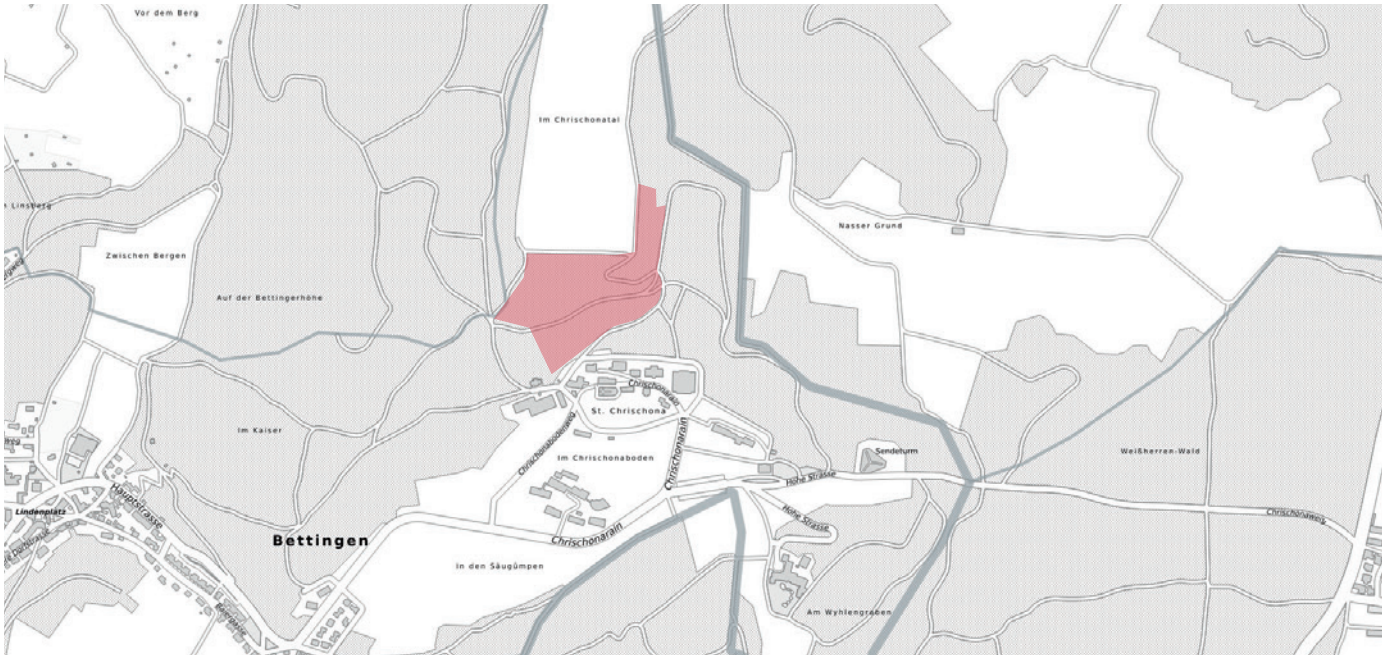 Vor dem Berg
Im Chrischonatal
Linsberg
Nasser Grund
Zwischen Bergen
Auf der Bettingerhöhe
Chrischonarain
St. Chrischona
Im Kaiser
Chrischonabodenweg
Chrischonarain
Im Chrischonaboden
Sendeturm
Weißherren-Wald
Hohe Strasse
Hauptstrasse
Lindenplatz
Hohe Strasse
Chrischonaweg
Chrischonarain
Bettingen
In den Säugümpen
Am Wyhlengraben